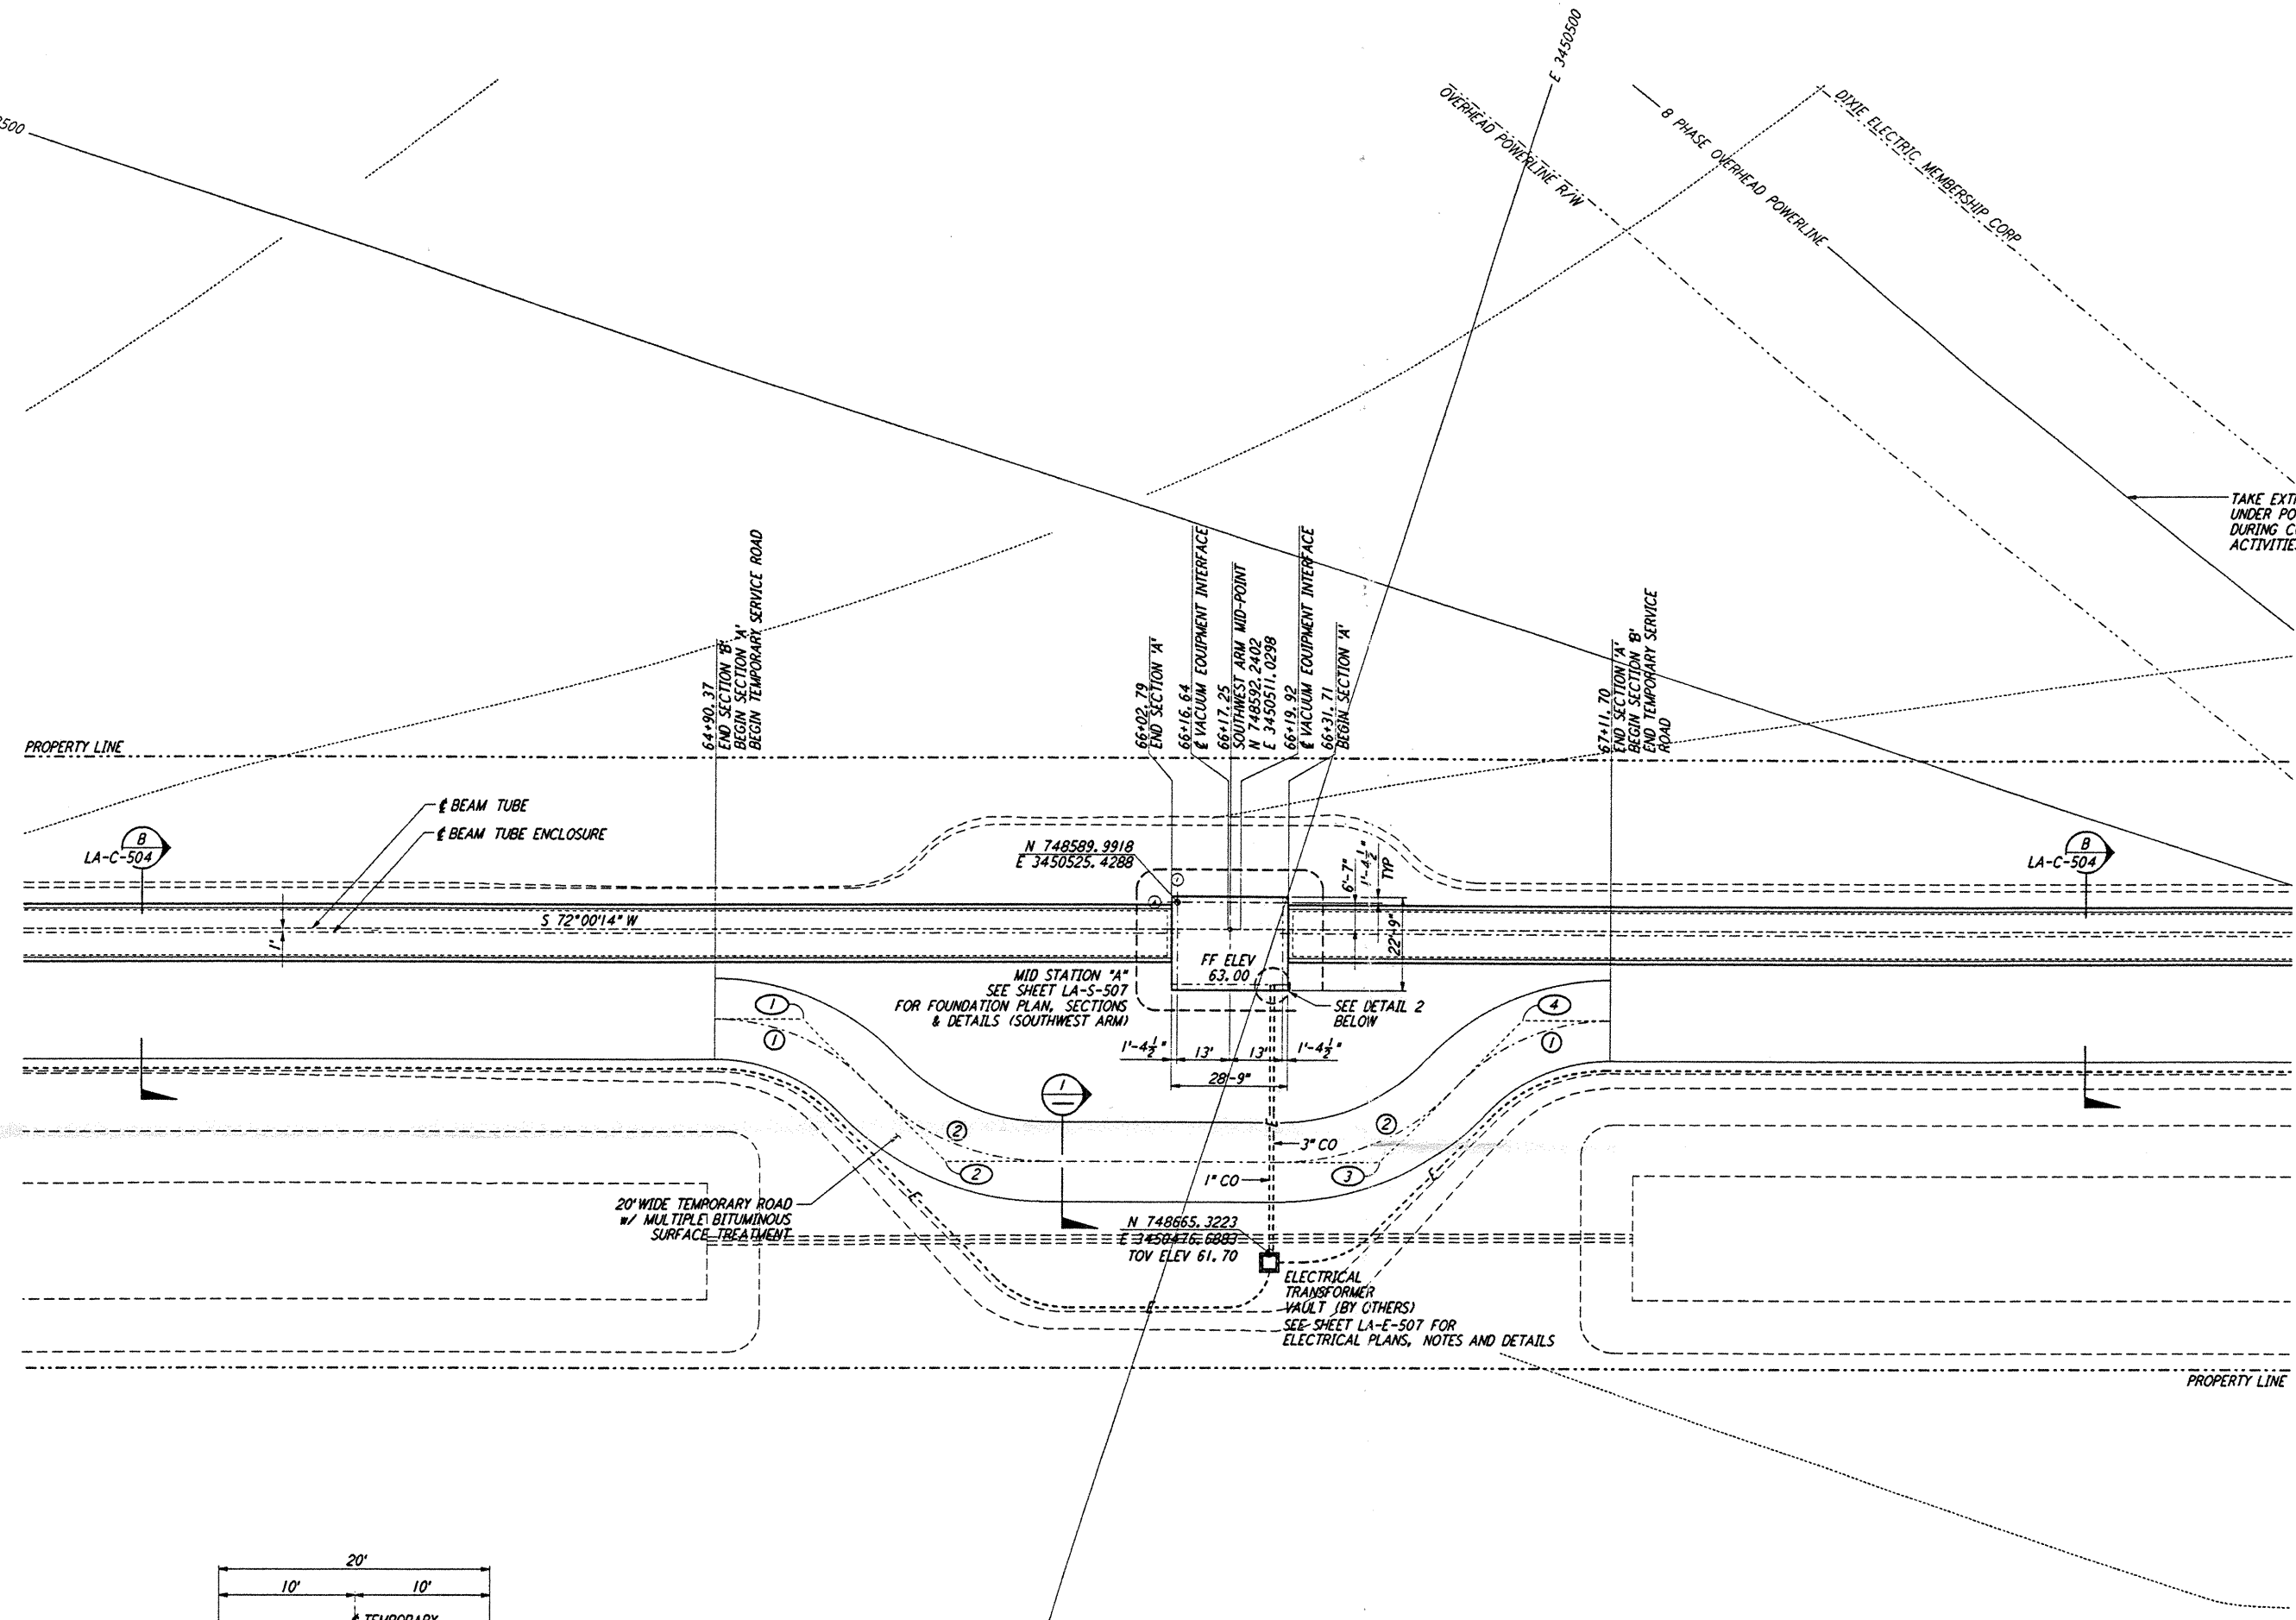 E 3450500
OVERHEAD POWERLINE R/W
8 PHASE OVERHEAD POWERLINE
DIXIE ELECTRIC MEMBERSHIP CORP
TAKE
UNDER
DURING
64+90.37
END SECTION 'B'
BEGIN SECTION 'A'
BEGIN TEMPORARY SERVICE ROAD
66+02.79
END SECTION 'A'
66+16.64
℄ VACUUM EQUIPMENT INTERFACE
66+17.25
SOUTHWEST ARM MID-POINT
N 748592.2402
E 3450511.0298
66+19.92
℄ VACUUM EQUIPMENT INTERFACE
66+31.71
BEGIN SECTION 'A'
67+11.70
END SECTION 'A'
BEGIN SECTION 'B'
END TEMPORARY SERVICE
ROAD
PROPERTY LINE
℄ BEAM TUBE
℄ BEAM TUBE ENCLOSURE
B
LA-C-504
N 748589.9918
E 3450525.4288
6'-7"
1'-4½"
TYP
B
LA-C-504
S 72°00'14" W
1'
22'-9"
FF ELEV
63.00
MID STATION "A"
SEE SHEET LA-S-507
FOR FOUNDATION PLAN, SECTIONS
& DETAILS (SOUTHWEST ARM)
SEE DETAIL 2
BELOW
1
1
4
1
1'-4½"
13'
13'
1'-4½"
28'-9"
1
2
2
2
3
3" CO
1" CO
E
E
E
E
20' WIDE TEMPORARY ROAD
w/ MULTIPLE BITUMINOUS
SURFACE TREATMENT
N 748665.3223
E 3450476.6883
TOV ELEV 61.70
ELECTRICAL
TRANSFORMER
VAULT (BY OTHERS)
SEE SHEET LA-E-507 FOR
ELECTRICAL PLANS, NOTES AND DETAILS
PROPERTY LINE
20'
10'
10'
℄ TEMPORARY